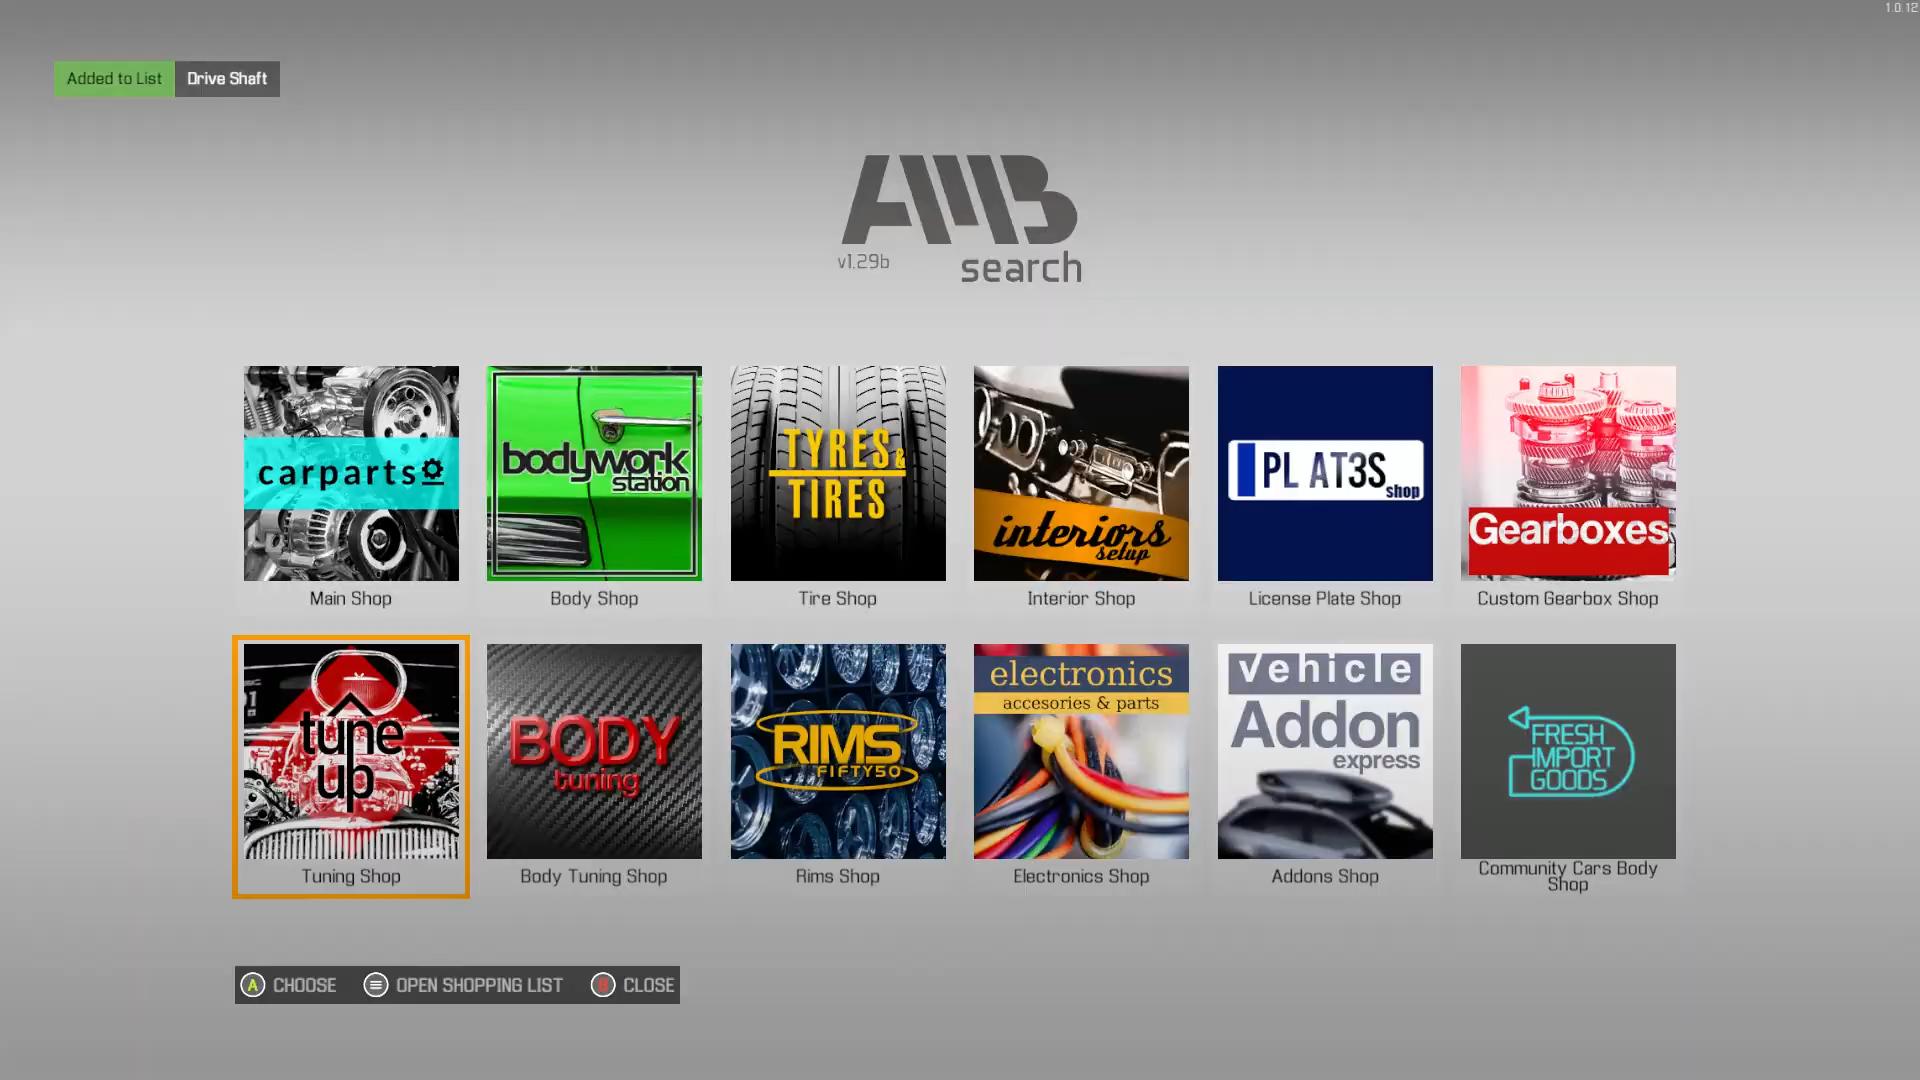 1.0.12
Added to List Drive Shaft
AMB
v1.29b search
carparts
bodywork
station
TYRES &
TIRES
interiors
setup
PL AT3S
shop
Gearboxes
Main Shop
Body Shop
Tire Shop
Interior Shop
License Plate Shop
Custom Gearbox Shop
tune
up
BODY
tuning
RIMS
FIFTY50
electronics
accesories & parts
vehicle
Addon
express
FRESH
IMPORT
GOODS
Tuning Shop
Body Tuning Shop
Rims Shop
Electronics Shop
Addons Shop
Community Cars Body
Shop
A CHOOSE OPEN SHOPPING LIST B CLOSE